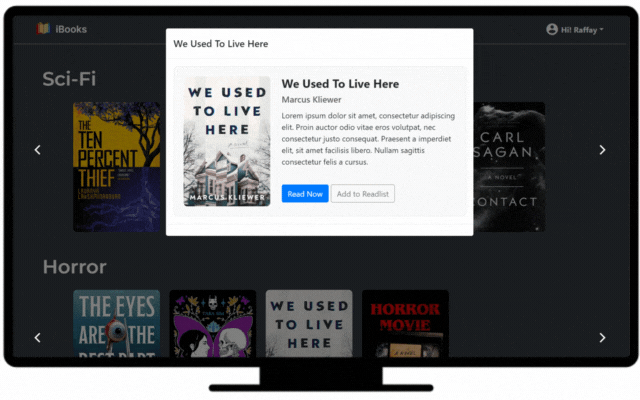 iBooks
Hi! Raffay
We Used To Live Here
Sci-Fi
WE USED
TO LIVE
HERE
MARCUS KLIEWER
We Used To Live Here
Marcus Kliewer
Lorem ipsum dolor sit amet, consectetur adipiscing
elit. Proin auctor odio vitae eros volutpat, nec
consectetur justo consequat. Praesent a imperdiet
elit, sit amet facilisis libero. Nullam sagittis
consectetur felis a cursus.
Read Now
Add to Readlist
THE
TEN
PERCENT
THIEF
CARL
SAGAN
A NOVEL
CONTACT
Horror
THE EYES
ARE THE
BEST PART
WE USED
TO LIVE
HERE
HORROR
MOVIE
A NOVEL